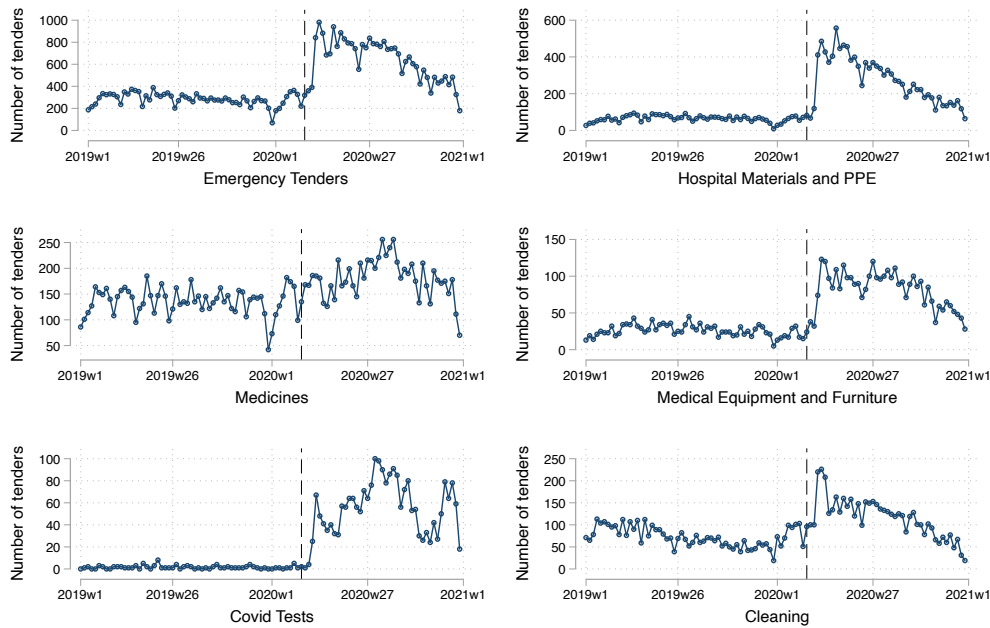 Number of tenders
1000
800
600
400
200
0
2019w1 2019w26 2020w1 2020w27 2021w1
Emergency Tenders
Number of tenders
600
400
200
0
2019w1 2019w26 2020w1 2020w27 2021w1
Hospital Materials and PPE
Number of tenders
250
200
150
100
50
2019w1 2019w26 2020w1 2020w27 2021w1
Medicines
Number of tenders
150
100
50
0
2019w1 2019w26 2020w1 2020w27 2021w1
Medical Equipment and Furniture
Number of tenders
100
80
60
40
20
0
2019w1 2019w26 2020w1 2020w27 2021w1
Covid Tests
Number of tenders
250
200
150
100
50
0
2019w1 2019w26 2020w1 2020w27 2021w1
Cleaning